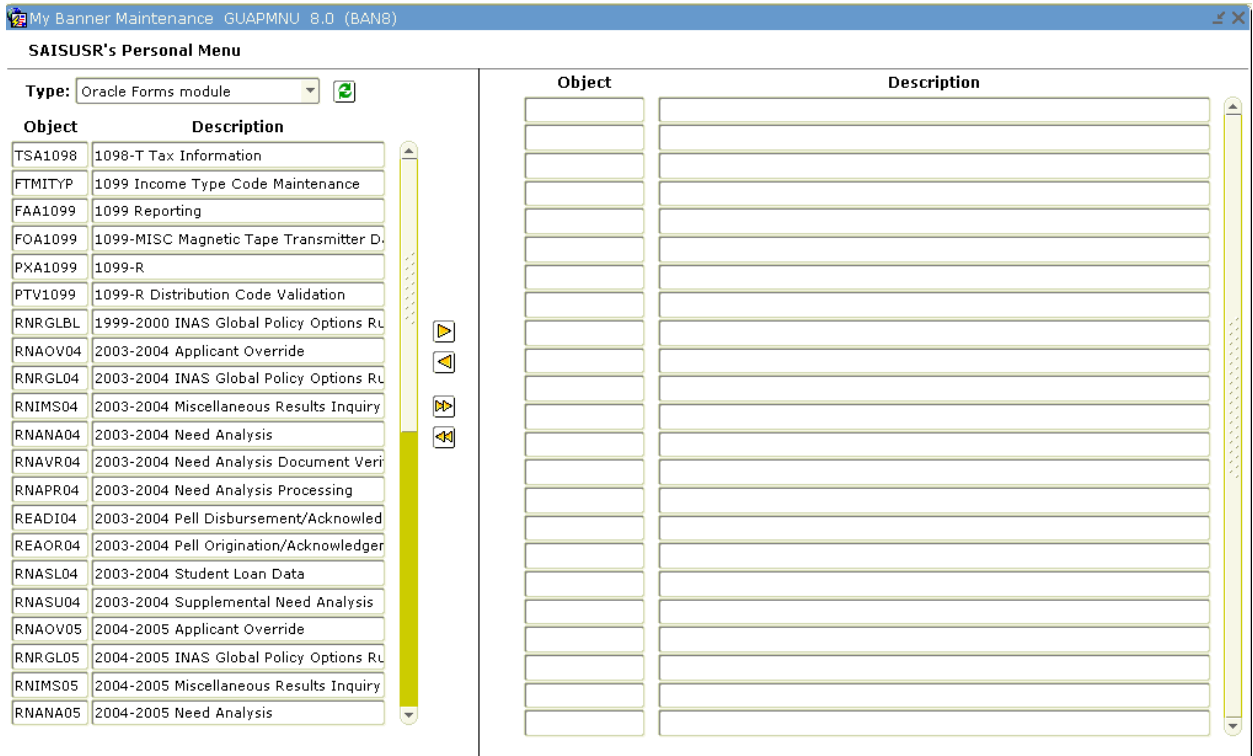 My Banner Maintenance GUAPMNU 8.0 (BAN8)
SAISUSR's Personal Menu
Type: Oracle Forms module
Object Description
TSA1098 1098-T Tax Information
FTMITYP 1099 Income Type Code Maintenance
FAA1099 1099 Reporting
FOA1099 1099-MISC Magnetic Tape Transmitter D
PXA1099 1099-R
PTV1099 1099-R Distribution Code Validation
RNRGLBL 1999-2000 INAS Global Policy Options Ru
RNAOV04 2003-2004 Applicant Override
RNRGL04 2003-2004 INAS Global Policy Options Ru
RNIMS04 2003-2004 Miscellaneous Results Inquiry
RNANA04 2003-2004 Need Analysis
RNAVR04 2003-2004 Need Analysis Document Veri
RNAPR04 2003-2004 Need Analysis Processing
READI04 2003-2004 Pell Disbursement/Acknowled
REAOR04 2003-2004 Pell Origination/Acknowledger
RNASL04 2003-2004 Student Loan Data
RNASU04 2003-2004 Supplemental Need Analysis
RNAOV05 2004-2005 Applicant Override
RNRGL05 2004-2005 INAS Global Policy Options Ru
RNIMS05 2004-2005 Miscellaneous Results Inquiry
RNANA05 2004-2005 Need Analysis
Object Description